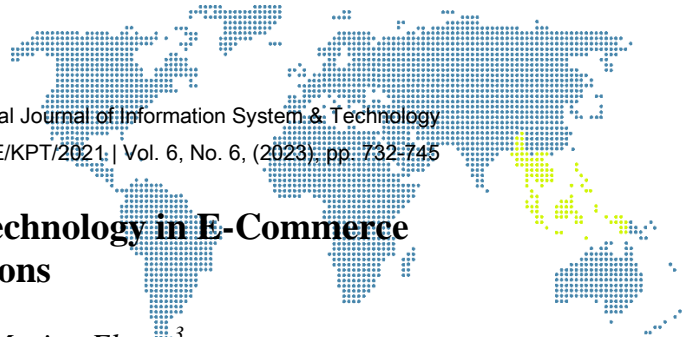 al Journal of Information System & Technology
E/KPT/2021 | Vol. 6, No. 6, (2023), pp. 732-745
echnology in E-Commerce
ons
3